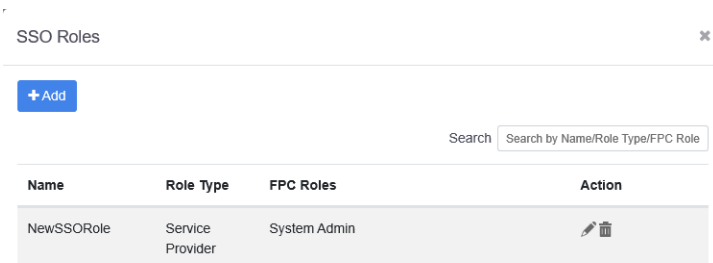 SSO Roles
+ Add
Search Search by Name/Role Type/FPC Role
Name Role Type FPC Roles Action
NewSSORole Service Provider System Admin